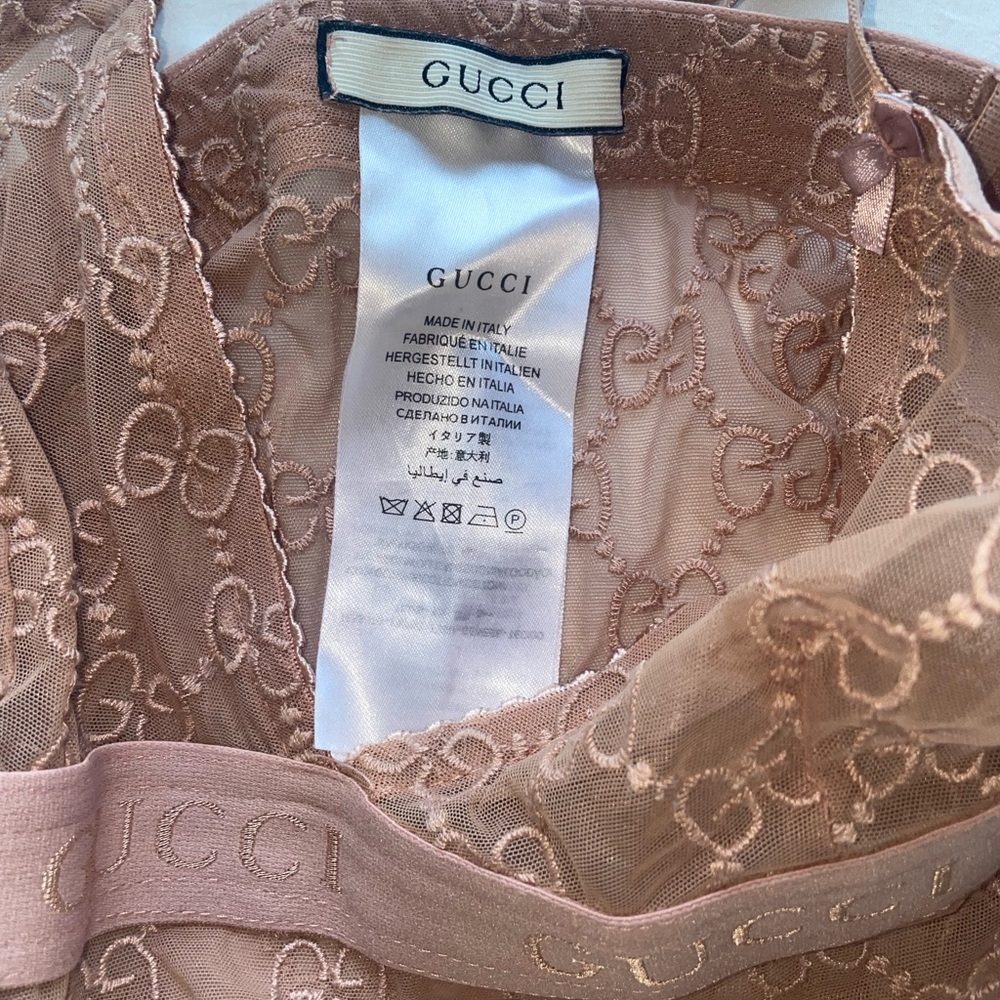 GUCCI
GUCCI
MADE IN ITALY
FABRIQUÉ EN ITALIE
HERGESTELLT IN ITALIEN
HECHO EN ITALIA
PRODUZIDO NA ITALIA
СДЕЛАНО В ИТАЛИИ
イタリア製
产地:意大利
صنع في إيطاليا
P
GUCCI
GUCCI